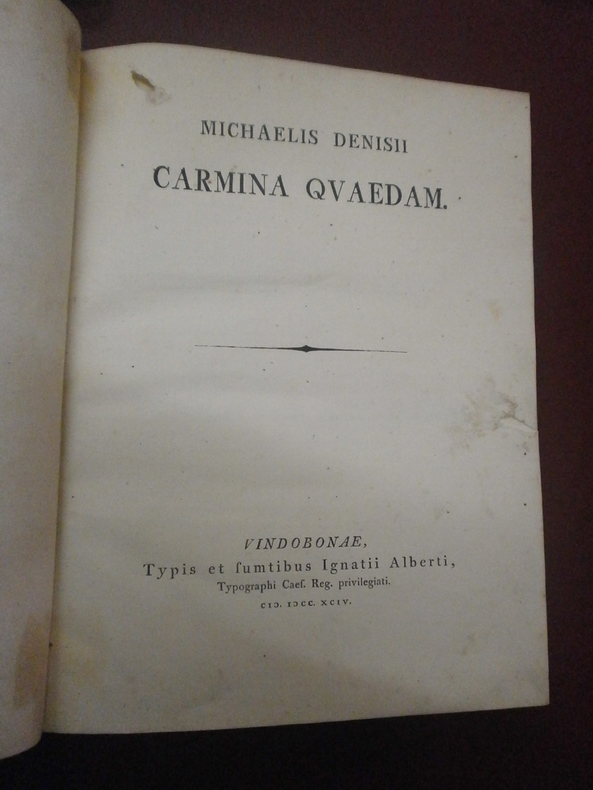 MICHAELIS DENISII
CARMINA QVAEDAM.
VINDOBONAE,
Typis et ſumtibus Ignatii Alberti,
Typographi Caeſ. Reg. privilegiati.
CIↃ. IↃCC. XCIV.